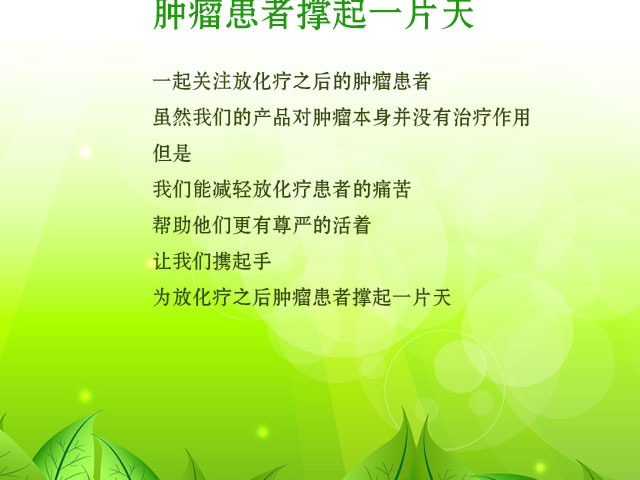 肿瘤患者撑起一片天
一起关注放化疗之后的肿瘤患者
虽然我们的产品对肿瘤本身并没有治疗作用
但是
我们能减轻放化疗患者的痛苦
帮助他们更有尊严的活着
让我们携起手
为放化疗之后肿瘤患者撑起一片天